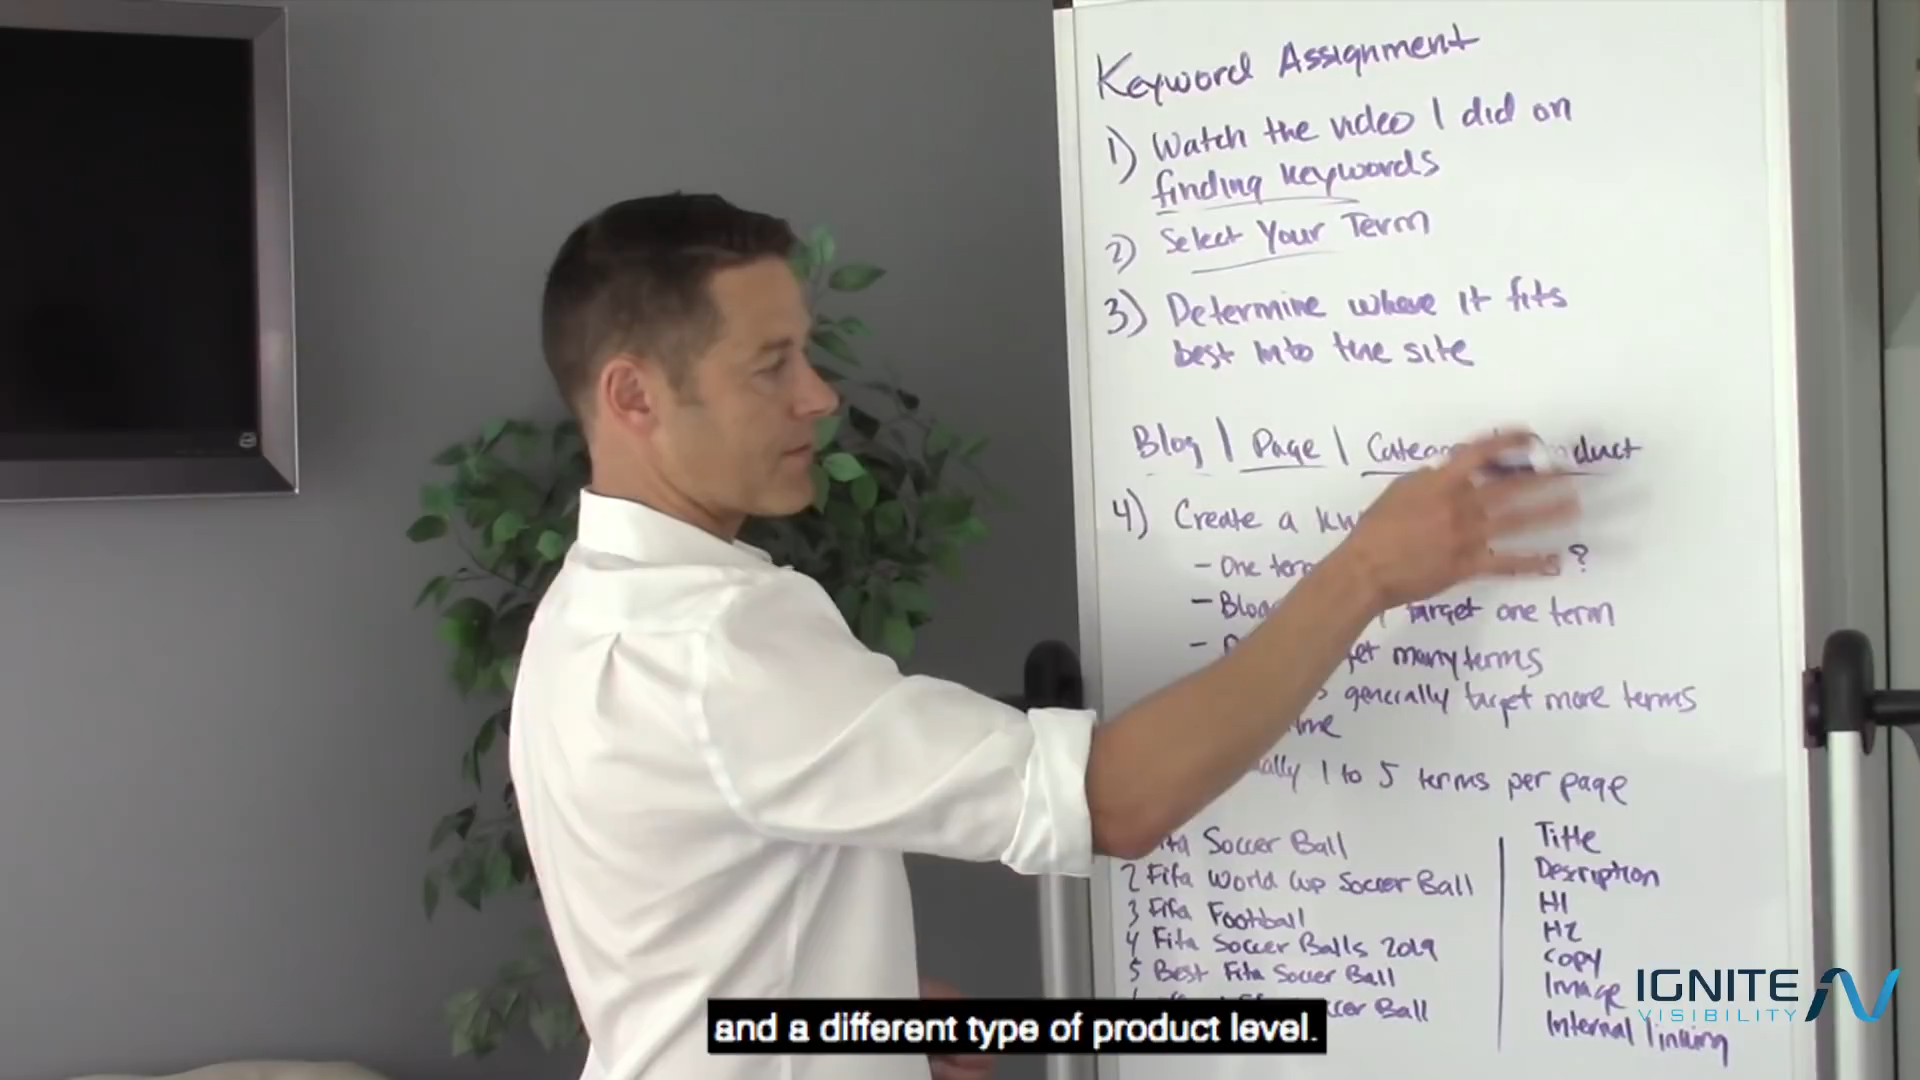 Keyword Assignment
1) Watch the video I did on
finding keywords
2) Select Your Term
3) Determine where it fits
best into the site
Blog | Page |
4) Create a
- One
- target one term
- many terms
generally target more terms
1 to 5 terms per page
Soccer Ball
2 Fifa World Cup Soccer Ball
3 Fifa Football
4 Fifa Soccer Balls 2019
5 Best Fifa Soccer Ball
Ball
Title
Description
H1
H2
Copy
Image
Internal linking
IGNITE
VISIBILITY
and a different type of product level.